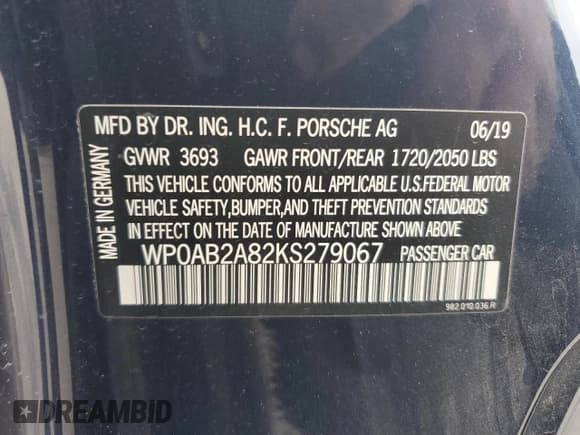 MFD BY DR. ING. H.C. F. PORSCHE AG 06/19
GVWR 3693 GAWR FRONT/REAR 1720/2050 LBS
THIS VEHICLE CONFORMS TO ALL APPLICABLE U.S.FEDERAL MOTOR
VEHICLE SAFETY,BUMPER,AND THEFT PREVENTION STANDARDS
IN EFFECT ON THE DATE OF MANUFACTURE SHOWN ABOVE
WP0AB2A82KS279067 PASSENGER CAR
982.010.036.R
MADE IN GERMANY
DREAMBID